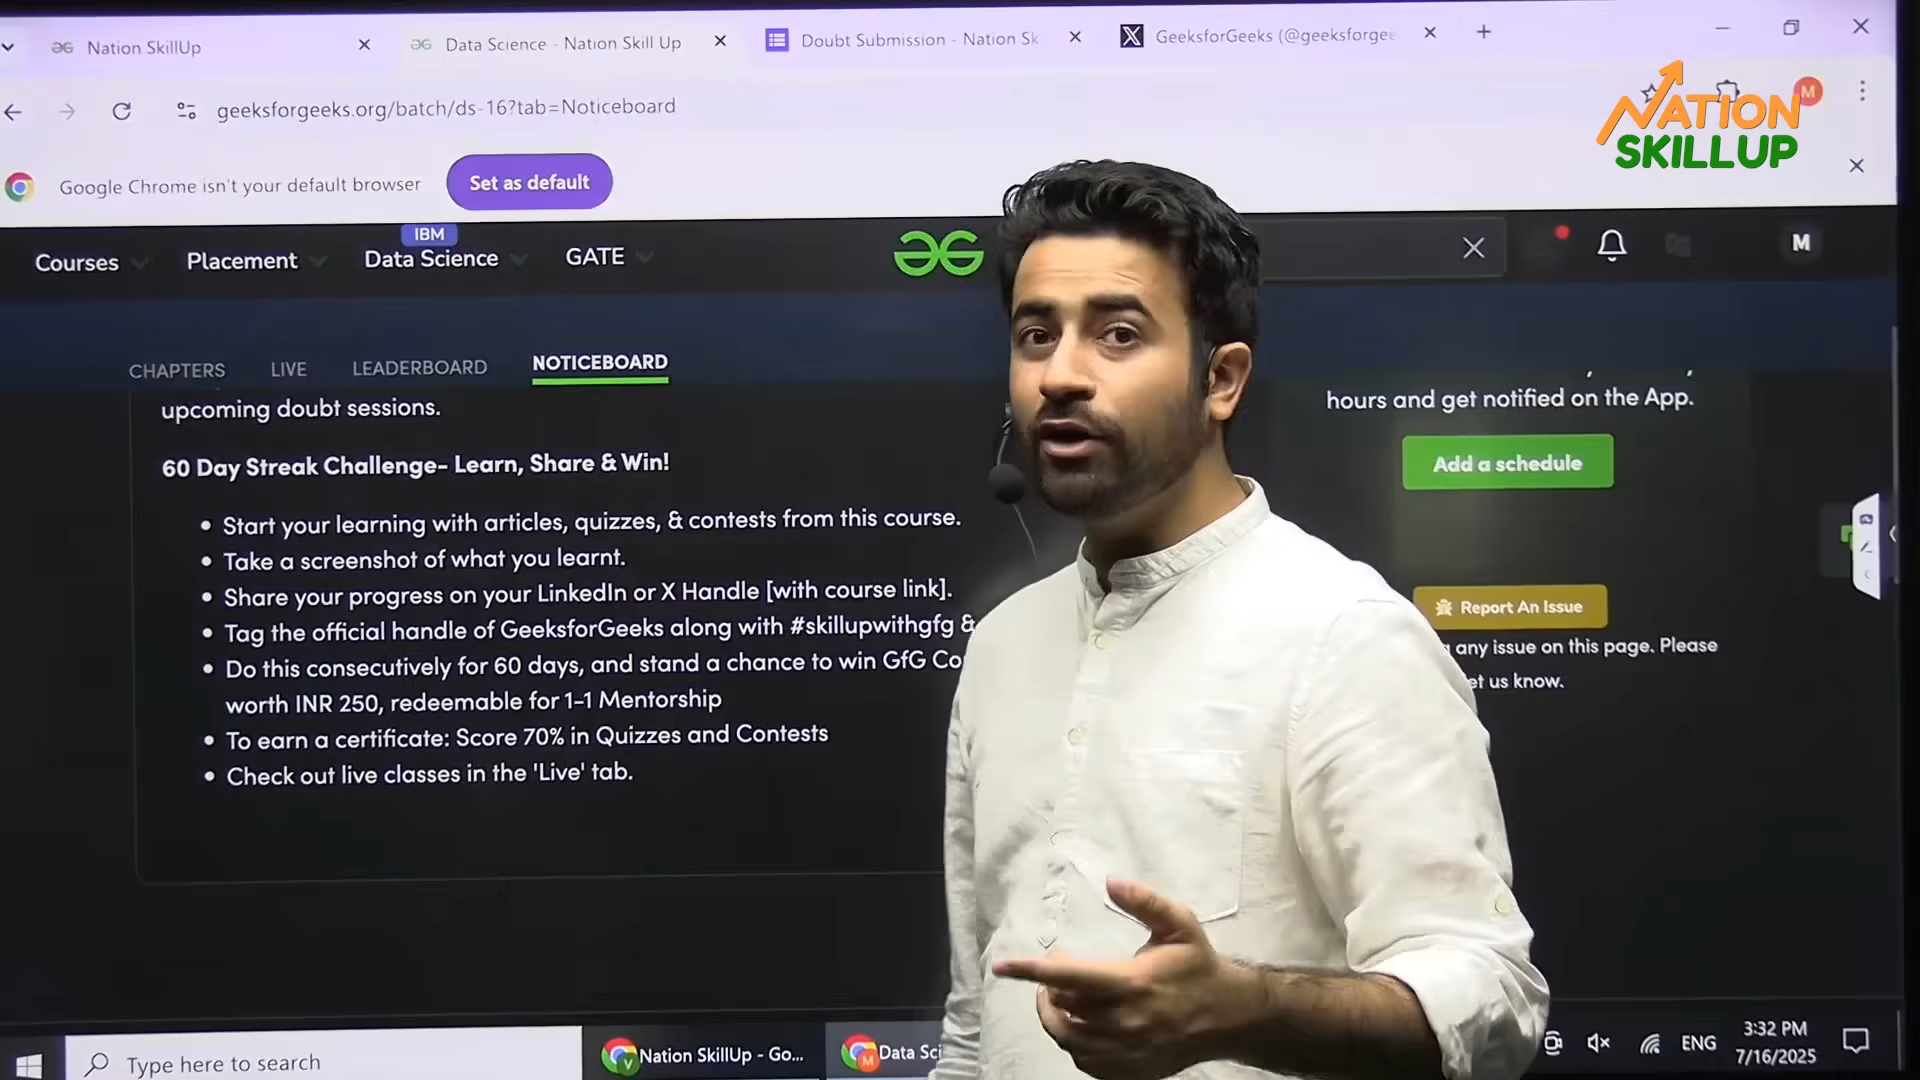 Nation SkillUp
Data Science - Nation Skill Up
Doubt Submission - Nation Sk
GeeksforGeeks (@geeksforgee
geeksforgeeks.org/batch/ds-16?tab=Noticeboard
M
NATION
SKILLUP
Google Chrome isn't your default browser
Set as default
Courses
Placement
IBM
Data Science
GATE
M
CHAPTERS
LIVE
LEADERBOARD
NOTICEBOARD
upcoming doubt sessions.
hours and get notified on the App.
Add a schedule
60 Day Streak Challenge- Learn, Share & Win!
• Start your learning with articles, quizzes, & contests from this course.
• Take a screenshot of what you learnt.
• Share your progress on your LinkedIn or X Handle [with course link].
• Tag the official handle of GeeksforGeeks along with #skillupwithgfg &
• Do this consecutively for 60 days, and stand a chance to win GfG Co
worth INR 250, redeemable for 1-1 Mentorship
• To earn a certificate: Score 70% in Quizzes and Contests
• Check out live classes in the 'Live' tab.
Report An Issue
any issue on this page. Please
et us know.
Type here to search
Nation SkillUp - Go...
Data Sci
ENG
3:32 PM
7/16/2025